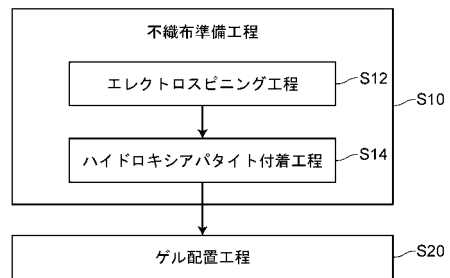 不織布準備工程
エレクトロスピニング工程
S12
S10
ハイドロキシアパタイト付着工程
S14
ゲル配置工程
S20